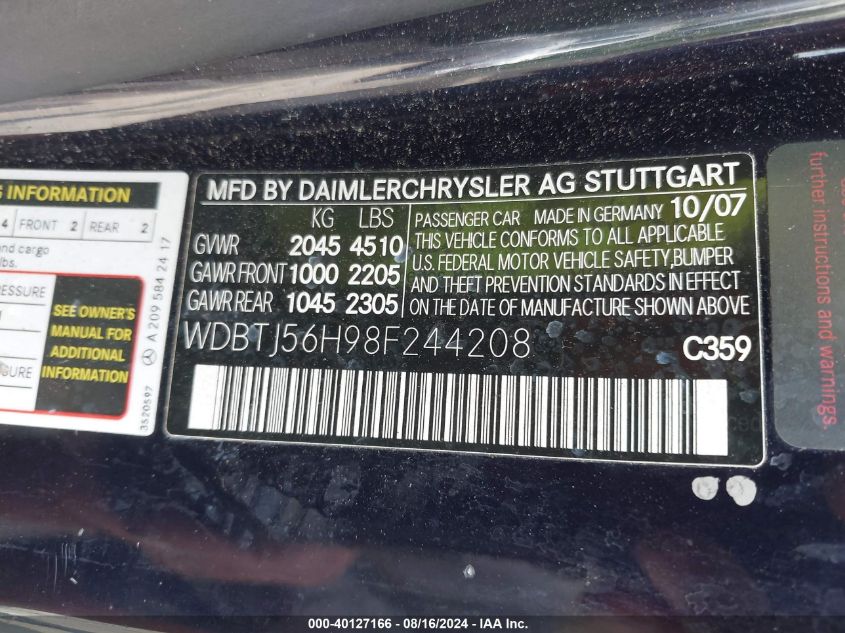 G INFORMATION
4 FRONT 2 REAR 2
and cargo
lbs.
RESSURE
SEE OWNER'S
MANUAL FOR
ADDITIONAL
INFORMATION
A 209 584 24 17
3520597
MFD BY DAIMLERCHRYSLER AG STUTTGART
KG LBS
GVWR 2045 4510
GAWR FRONT 1000 2205
GAWR REAR 1045 2305
PASSENGER CAR MADE IN GERMANY 10/07
THIS VEHICLE CONFORMS TO ALL APPLICABLE
U.S. FEDERAL MOTOR VEHICLE SAFETY,BUMPER
AND THEFT PREVENTION STANDARDS IN EFFECT
ON THE DATE OF MANUFACTURE SHOWN ABOVE
WDBTJ56H98F244208 C359
further instructions and warnings.
000-40127166 - 08/16/2024 - IAA Inc.